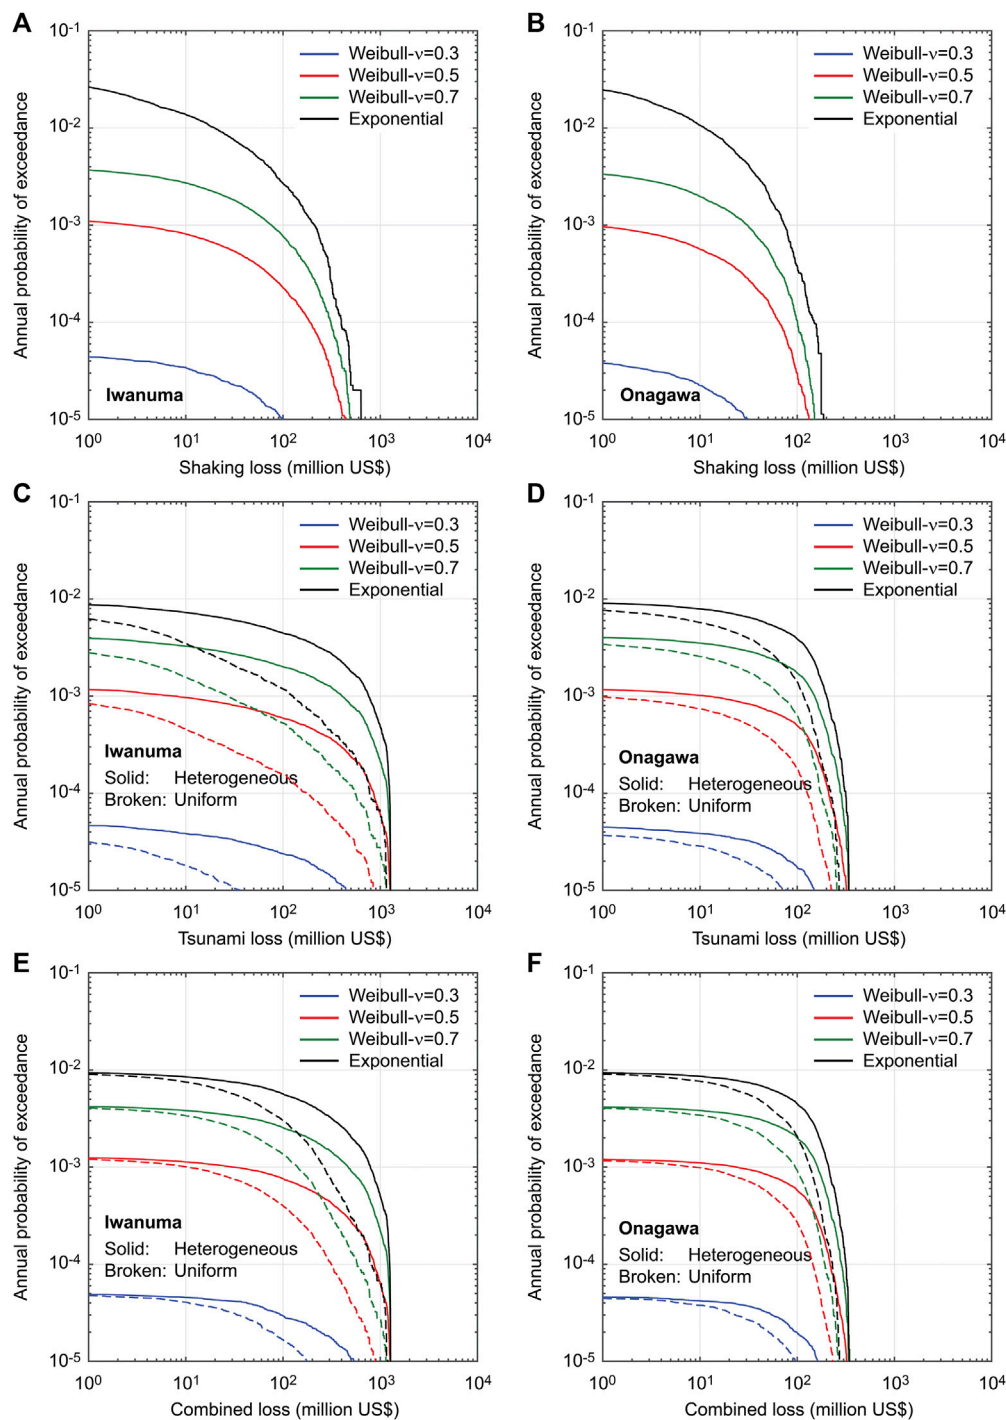 A
Annual probability of exceedance
10⁻¹
10⁻²
10⁻³
10⁻⁴
10⁻⁵
Weibull-ν=0.3
Weibull-ν=0.5
Weibull-ν=0.7
Exponential
Iwanuma
10⁰ 10¹ 10² 10³ 10⁴
Shaking loss (million US$)
B
Annual probability of exceedance
10⁻¹
10⁻²
10⁻³
10⁻⁴
10⁻⁵
Weibull-ν=0.3
Weibull-ν=0.5
Weibull-ν=0.7
Exponential
Onagawa
10⁰ 10¹ 10² 10³ 10⁴
Shaking loss (million US$)
C
Annual probability of exceedance
10⁻¹
10⁻²
10⁻³
10⁻⁴
10⁻⁵
Weibull-ν=0.3
Weibull-ν=0.5
Weibull-ν=0.7
Exponential
Iwanuma
Solid: Heterogeneous
Broken: Uniform
10⁰ 10¹ 10² 10³ 10⁴
Tsunami loss (million US$)
D
Annual probability of exceedance
10⁻¹
10⁻²
10⁻³
10⁻⁴
10⁻⁵
Weibull-ν=0.3
Weibull-ν=0.5
Weibull-ν=0.7
Exponential
Onagawa
Solid: Heterogeneous
Broken: Uniform
10⁰ 10¹ 10² 10³ 10⁴
Tsunami loss (million US$)
E
Annual probability of exceedance
10⁻¹
10⁻²
10⁻³
10⁻⁴
10⁻⁵
Weibull-ν=0.3
Weibull-ν=0.5
Weibull-ν=0.7
Exponential
Iwanuma
Solid: Heterogeneous
Broken: Uniform
10⁰ 10¹ 10² 10³ 10⁴
Combined loss (million US$)
F
Annual probability of exceedance
10⁻¹
10⁻²
10⁻³
10⁻⁴
10⁻⁵
Weibull-ν=0.3
Weibull-ν=0.5
Weibull-ν=0.7
Exponential
Onagawa
Solid: Heterogeneous
Broken: Uniform
10⁰ 10¹ 10² 10³ 10⁴
Combined loss (million US$)